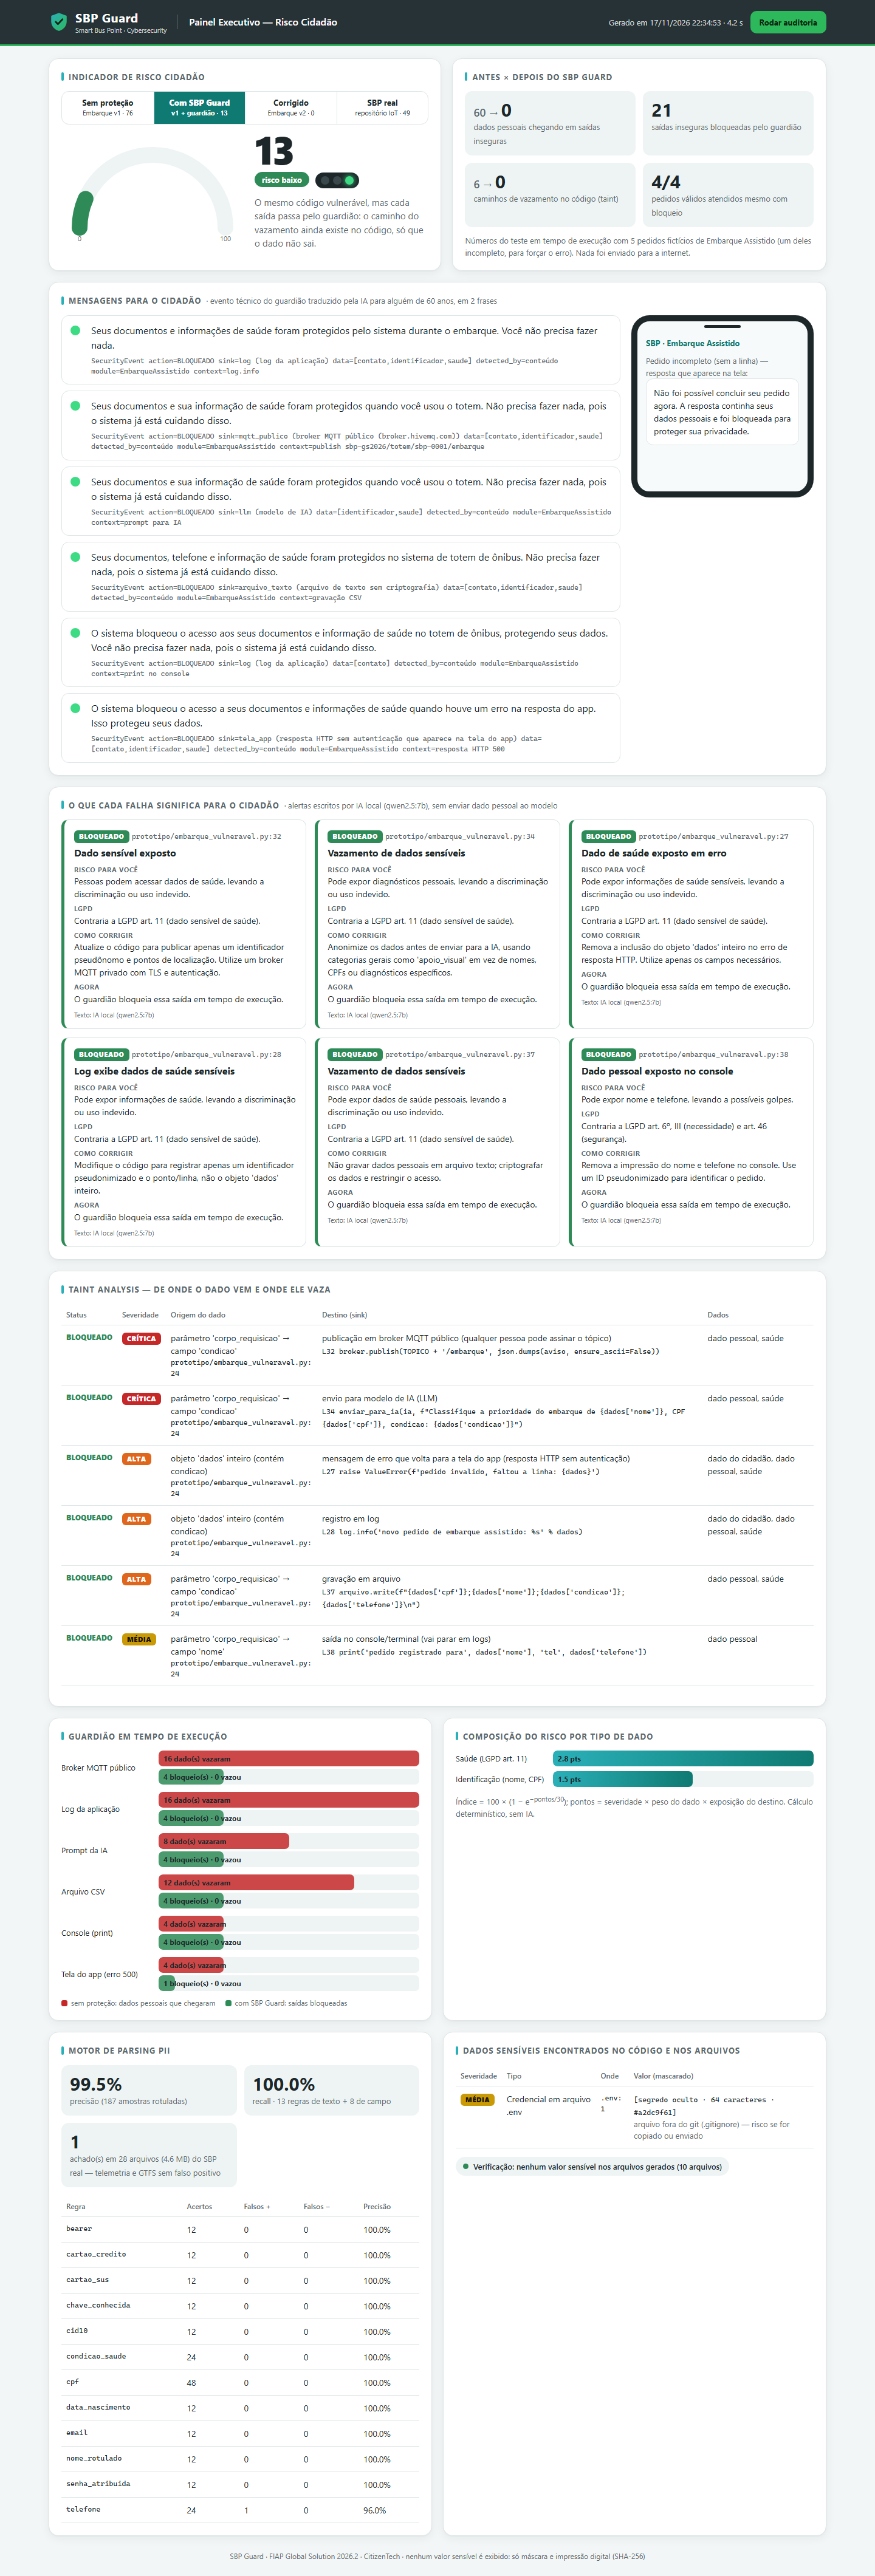 SBP Guard
Smart Bus Point · Cybersecurity
Painel Executivo — Risco Cidadão
Gerado em 17/11/2026 22:34:53 · 4.2 s
Rodar auditoria
INDICADOR DE RISCO CIDADÃO
Sem proteção
Embarque v1 · 76
Com SBP Guard
v1 + guardião · 13
Corrigido
Embarque v2 · 0
SBP real
repositório IoT · 49
0
100
13
risco baixo
O mesmo código vulnerável, mas cada
saída passa pelo guardião: o caminho do
vazamento ainda existe no código, só que
o dado não sai.
ANTES × DEPOIS DO SBP GUARD
60 → 0
dados pessoais chegando em saídas
inseguras
21
saídas inseguras bloqueadas pelo guardião
6 → 0
caminhos de vazamento no código (taint)
4/4
pedidos válidos atendidos mesmo com
bloqueio
Números do teste em tempo de execução com 5 pedidos fictícios de Embarque Assistido (um deles
incompleto, para forçar o erro). Nada foi enviado para a internet.
MENSAGENS PARA O CIDADÃO · evento técnico do guardião traduzido pela IA para alguém de 60 anos, em 2 frases
Seus documentos e informações de saúde foram protegidos pelo sistema durante o embarque. Você não precisa fazer
nada.
SecurityEvent action=BLOQUEADO sink=log (log da aplicação) data=[contato,identificador,saude] detected_by=conteúdo
module=EmbarqueAssistido context=log.info
Seus documentos e sua informação de saúde foram protegidos quando você usou o totem. Não precisa fazer nada, pois
o sistema já está cuidando disso.
SecurityEvent action=BLOQUEADO sink=mqtt_publico (broker MQTT público (broker.hivemq.com)) data=[contato,identificador,saude]
detected_by=conteúdo module=EmbarqueAssistido context=publish sbp-gs2026/totem/sbp-0001/embarque
Seus documentos e sua informação de saúde foram protegidos quando você usou o totem. Não precisa fazer nada, pois
o sistema já está cuidando disso.
SecurityEvent action=BLOQUEADO sink=llm (modelo de IA) data=[identificador,saude] detected_by=conteúdo module=EmbarqueAssistido
context=prompt para IA
Seus documentos, telefone e informação de saúde foram protegidos no sistema de totem de ônibus. Não precisa fazer
nada, pois o sistema já está cuidando disso.
SecurityEvent action=BLOQUEADO sink=arquivo_texto (arquivo de texto sem criptografia) data=[contato,identificador,saude]
detected_by=conteúdo module=EmbarqueAssistido context=gravação CSV
O sistema bloqueou o acesso aos seus documentos e informação de saúde no totem de ônibus, protegendo seus dados.
Você não precisa fazer nada, pois o sistema já está cuidando disso.
SecurityEvent action=BLOQUEADO sink=log (log da aplicação) data=[contato] detected_by=conteúdo module=EmbarqueAssistido
context=print no console
O sistema bloqueou o acesso a seus documentos e informações de saúde quando houve um erro na resposta do app.
Isso protegeu seus dados.
SecurityEvent action=BLOQUEADO sink=tela_app (resposta HTTP sem autenticação que aparece na tela do app) data=
[contato,identificador,saude] detected_by=conteúdo module=EmbarqueAssistido context=resposta HTTP 500
SBP · Embarque Assistido
Pedido incompleto (sem a linha) —
resposta que aparece na tela:
Não foi possível concluir seu pedido
agora. A resposta continha seus
dados pessoais e foi bloqueada para
proteger sua privacidade.
O QUE CADA FALHA SIGNIFICA PARA O CIDADÃO · alertas escritos por IA local (qwen2.5:7b), sem enviar dado pessoal ao modelo
BLOQUEADO prototipo/embarque_vulneravel.py:32
Dado sensível exposto
RISCO PARA VOCÊ
Pessoas podem acessar dados de saúde, levando a
discriminação ou uso indevido.
LGPD
Contraria a LGPD art. 11 (dado sensível de saúde).
COMO CORRIGIR
Atualize o código para publicar apenas um identificador
pseudônimo e pontos de localização. Utilize um broker
MQTT privado com TLS e autenticação.
AGORA
O guardião bloqueia essa saída em tempo de execução.
Texto: IA local (qwen2.5:7b)
BLOQUEADO prototipo/embarque_vulneravel.py:34
Vazamento de dados sensíveis
RISCO PARA VOCÊ
Pode expor diagnósticos pessoais, levando a discriminação
ou uso indevido.
LGPD
Contraria a LGPD art. 11 (dado sensível de saúde).
COMO CORRIGIR
Anonimize os dados antes de enviar para a IA, usando
categorias gerais como 'apoio_visual' em vez de nomes,
CPFs ou diagnósticos específicos.
AGORA
O guardião bloqueia essa saída em tempo de execução.
Texto: IA local (qwen2.5:7b)
BLOQUEADO prototipo/embarque_vulneravel.py:27
Dado de saúde exposto em erro
RISCO PARA VOCÊ
Pode expor informações de saúde sensíveis, levando a
discriminação ou uso indevido.
LGPD
Contraria a LGPD art. 11 (dado sensível de saúde).
COMO CORRIGIR
Remova a inclusão do objeto 'dados' inteiro no erro de
resposta HTTP. Utilize apenas os campos necessários.
AGORA
O guardião bloqueia essa saída em tempo de execução.
Texto: IA local (qwen2.5:7b)
BLOQUEADO prototipo/embarque_vulneravel.py:28
Log exibe dados de saúde sensíveis
RISCO PARA VOCÊ
Pode expor informações de saúde, levando a discriminação
ou uso indevido.
LGPD
Contraria a LGPD art. 11 (dado sensível de saúde).
COMO CORRIGIR
Modifique o código para registrar apenas um identificador
pseudonimizado e o ponto/linha, não o objeto 'dados'
inteiro.
AGORA
O guardião bloqueia essa saída em tempo de execução.
Texto: IA local (qwen2.5:7b)
BLOQUEADO prototipo/embarque_vulneravel.py:37
Vazamento de dados sensíveis
RISCO PARA VOCÊ
Pode expor dados de saúde pessoais, levando a
discriminação ou uso indevido.
LGPD
Contraria a LGPD art. 11 (dado sensível de saúde).
COMO CORRIGIR
Não gravar dados pessoais em arquivo texto; criptografar
os dados e restringir o acesso.
AGORA
O guardião bloqueia essa saída em tempo de execução.
Texto: IA local (qwen2.5:7b)
BLOQUEADO prototipo/embarque_vulneravel.py:38
Dado pessoal exposto no console
RISCO PARA VOCÊ
Pode expor nome e telefone, levando a possíveis golpes.
LGPD
Contraria a LGPD art. 6º, III (necessidade) e art. 46
(segurança).
COMO CORRIGIR
Remova a impressão do nome e telefone no console. Use
um ID pseudonimizado para identificar o pedido.
AGORA
O guardião bloqueia essa saída em tempo de execução.
Texto: IA local (qwen2.5:7b)
TAINT ANALYSIS — DE ONDE O DADO VEM E ONDE ELE VAZA
Status Severidade Origem do dado Destino (sink) Dados
BLOQUEADO CRÍTICA parâmetro 'corpo_requisicao' → publicação em broker MQTT público (qualquer pessoa pode assinar o tópico) dado pessoal, saúde
campo 'condicao' L32 broker.publish(TOPICO + '/embarque', json.dumps(aviso, ensure_ascii=False))
prototipo/embarque_vulneravel.py:
24
BLOQUEADO CRÍTICA parâmetro 'corpo_requisicao' → envio para modelo de IA (LLM) dado pessoal, saúde
campo 'condicao' L34 enviar_para_ia(ia, f"Classifique a prioridade do embarque de {dados['nome']}, CPF
prototipo/embarque_vulneravel.py: {dados['cpf']}, condicao: {dados['condicao']}")
24
BLOQUEADO ALTA objeto 'dados' inteiro (contém mensagem de erro que volta para a tela do app (resposta HTTP sem autenticação) dado do cidadão, dado
condicao) L27 raise ValueError(f'pedido invalido, faltou a linha: {dados}') pessoal, saúde
prototipo/embarque_vulneravel.py:
24
BLOQUEADO ALTA objeto 'dados' inteiro (contém registro em log dado do cidadão, dado
condicao) L28 log.info('novo pedido de embarque assistido: %s' % dados) pessoal, saúde
prototipo/embarque_vulneravel.py:
24
BLOQUEADO ALTA parâmetro 'corpo_requisicao' → gravação em arquivo dado pessoal, saúde
campo 'condicao' L37 arquivo.write(f"{dados['cpf']};{dados['nome']};{dados['condicao']};
prototipo/embarque_vulneravel.py: {dados['telefone']}\n")
24
BLOQUEADO MÉDIA parâmetro 'corpo_requisicao' → saída no console/terminal (vai parar em logs) dado pessoal
campo 'nome' L38 print('pedido registrado para', dados['nome'], 'tel', dados['telefone'])
prototipo/embarque_vulneravel.py:
24
GUARDIÃO EM TEMPO DE EXECUÇÃO
Broker MQTT público
16 dado(s) vazaram
4 bloqueio(s) · 0 vazou
Log da aplicação
16 dado(s) vazaram
4 bloqueio(s) · 0 vazou
Prompt da IA
8 dado(s) vazaram
4 bloqueio(s) · 0 vazou
Arquivo CSV
12 dado(s) vazaram
4 bloqueio(s) · 0 vazou
Console (print)
4 dado(s) vazaram
4 bloqueio(s) · 0 vazou
Tela do app (erro 500)
4 dado(s) vazaram
1 bloqueio(s) · 0 vazou
sem proteção: dados pessoais que chegaram
com SBP Guard: saídas bloqueadas
COMPOSIÇÃO DO RISCO POR TIPO DE DADO
Saúde (LGPD art. 11) 2.8 pts
Identificação (nome, CPF) 1.5 pts
Índice = 100 × (1 − e−pontos/30); pontos = severidade × peso do dado × exposição do destino. Cálculo
determinístico, sem IA.
MOTOR DE PARSING PII
99.5%
precisão (187 amostras rotuladas)
100.0%
recall · 13 regras de texto + 8 de campo
1
achado(s) em 28 arquivos (4.6 MB) do SBP
real — telemetria e GTFS sem falso positivo
Regra Acertos Falsos + Falsos − Precisão
bearer 12 0 0 100.0%
cartao_credito 12 0 0 100.0%
cartao_sus 12 0 0 100.0%
chave_conhecida 12 0 0 100.0%
cid10 12 0 0 100.0%
condicao_saude 24 0 0 100.0%
cpf 48 0 0 100.0%
data_nascimento 12 0 0 100.0%
email 12 0 0 100.0%
nome_rotulado 12 0 0 100.0%
senha_atribuida 12 0 0 100.0%
telefone 24 1 0 96.0%
DADOS SENSÍVEIS ENCONTRADOS NO CÓDIGO E NOS ARQUIVOS
Severidade Tipo Onde Valor (mascarado)
MÉDIA Credencial em arquivo .env: [segredo oculto · 64 caracteres ·
.env 1 #a2dc9f61]
arquivo fora do git (.gitignore) — risco se for
copiado ou enviado
Verificação: nenhum valor sensível nos arquivos gerados (10 arquivos)
SBP Guard · FIAP Global Solution 2026.2 · CitizenTech · nenhum valor sensível é exibido: só máscara e impressão digital (SHA-256)